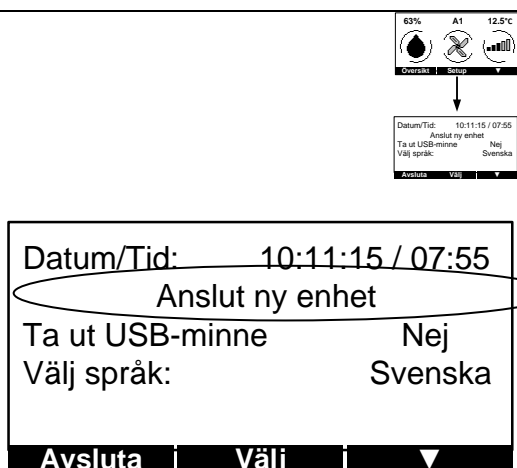 63% A1 12.5°C
Översikt Setup ▼
Datum/Tid: 10:11:15 / 07:55
Anslut ny enhet
Ta ut USB-minne Nej
Välj språk: Svenska
Avsluta Välj ▼
Datum/Tid: 10:11:15 / 07:55
Anslut ny enhet
Ta ut USB-minne Nej
Välj språk: Svenska
Avsluta Välj ▼